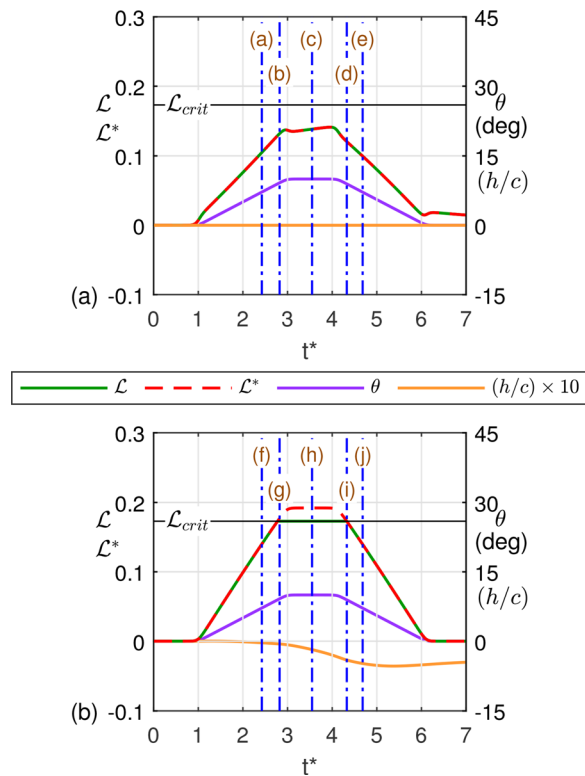 0.3 (a) (c) (e) 45
0.2 (b) (d) 30
ℒ ℒcrit θ
ℒ* (deg)
0.1 15
(h/c)
0 0
(a) -0.1 -15
0 1 2 3 4 5 6 7
t*
ℒ ℒ* θ (h/c) × 10
0.3 45
(f) (h) (j)
0.2 (g) (i) 30
ℒ ℒcrit θ
ℒ* (deg)
0.1 15
(h/c)
0 0
(b) -0.1 -15
0 1 2 3 4 5 6 7
t*